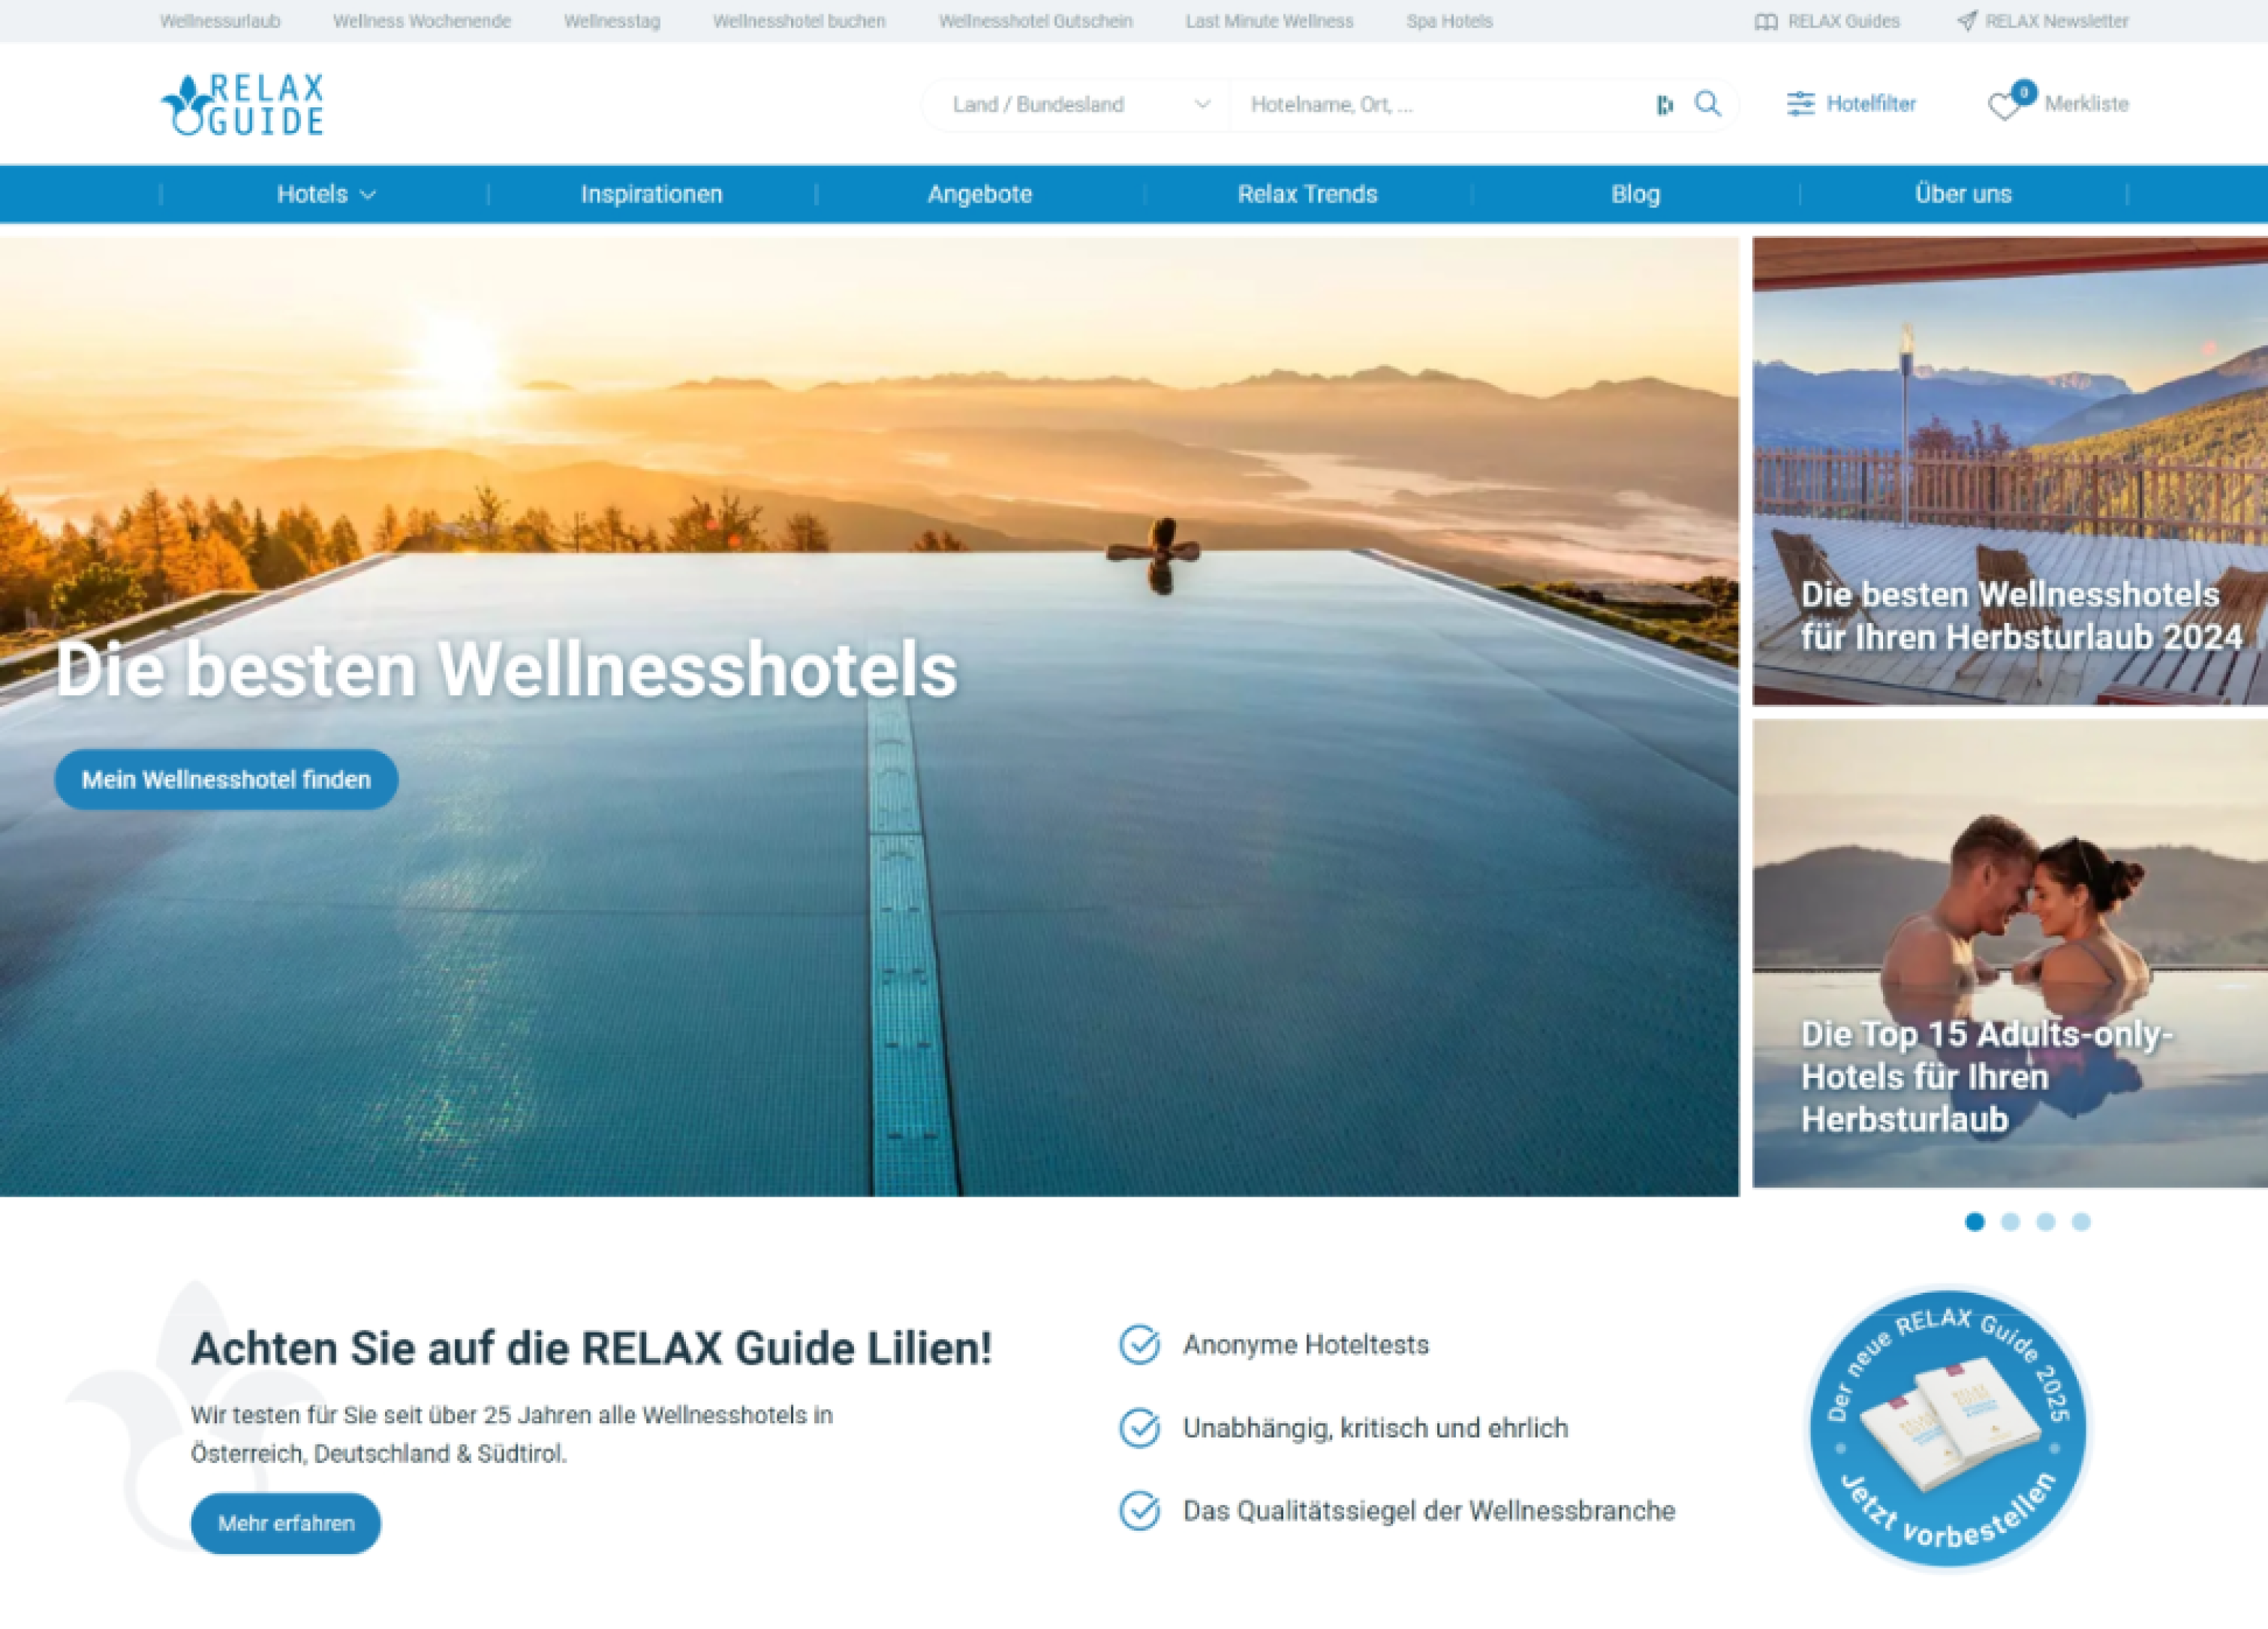 Wellnessurlaub Wellness Wochenende Wellnesstag Wellnesshotel buchen Wellnesshotel Gutschein Last Minute Wellness Spa Hotels RELAX Guides RELAX Newsletter
RELAX
GUIDE
Land / Bundesland Hotelname, Ort, ... Hotelfilter 0 Merkliste
Hotels Inspirationen Angebote Relax Trends Blog Über uns
Die besten Wellnesshotels
Mein Wellnesshotel finden
Die besten Wellnesshotels
für Ihren Herbsturlaub 2024
Die Top 15 Adults-only-
Hotels für Ihren
Herbsturlaub
Achten Sie auf die RELAX Guide Lilien!
Wir testen für Sie seit über 25 Jahren alle Wellnesshotels in
Österreich, Deutschland & Südtirol.
Mehr erfahren
Anonyme Hoteltests
Unabhängig, kritisch und ehrlich
Das Qualitätssiegel der Wellnessbranche
Der neue RELAX Guide 2025
Jetzt vorbestellen